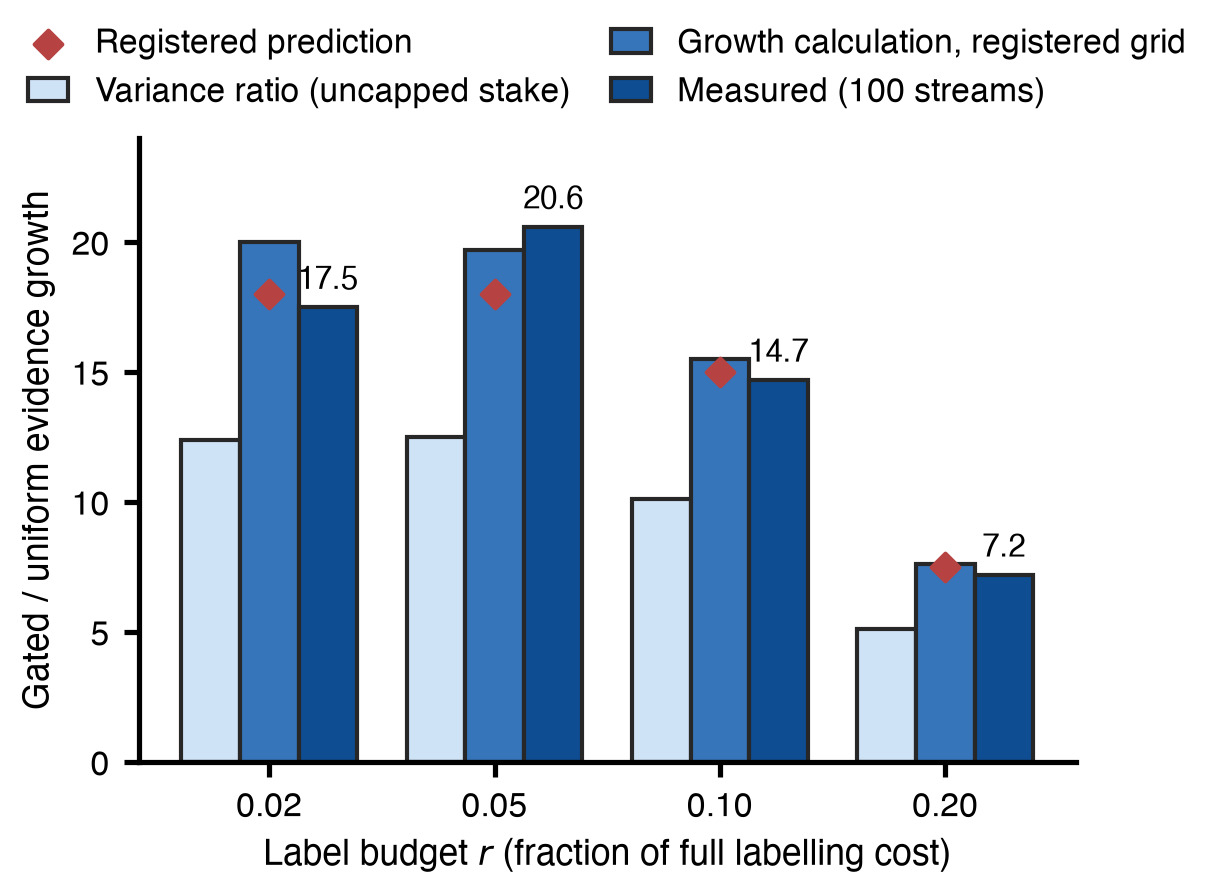 Registered prediction
Variance ratio (uncapped stake)
Growth calculation, registered grid
Measured (100 streams)
Gated / uniform evidence growth
20
15
10
5
0
17.5
20.6
14.7
7.2
0.02
0.05
0.10
0.20
Label budget r (fraction of full labelling cost)